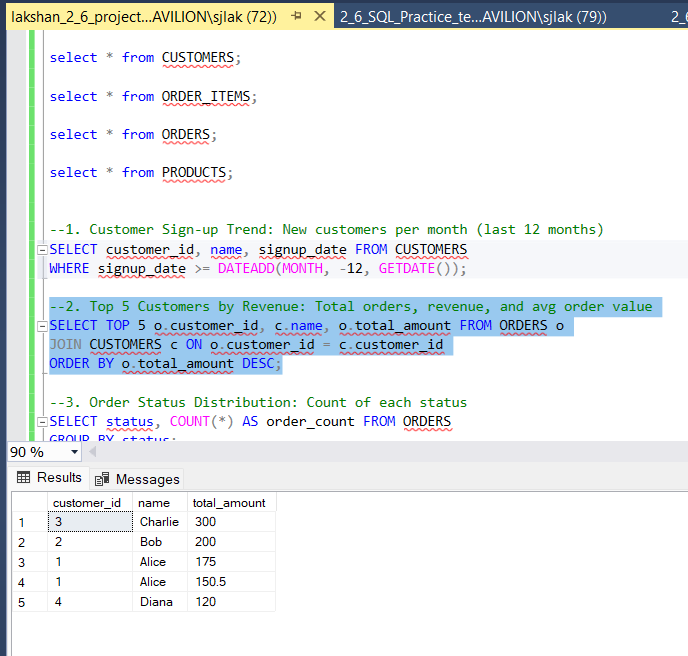 lakshan_2_6_project...AVILION\sjlak (72)) 2_6_SQL_Practice_te...AVILION\sjlak (79)) 2_6
select * from CUSTOMERS;
select * from ORDER_ITEMS;
select * from ORDERS;
select * from PRODUCTS;
--1. Customer Sign-up Trend: New customers per month (last 12 months)
SELECT customer_id, name, signup_date FROM CUSTOMERS
WHERE signup_date >= DATEADD(MONTH, -12, GETDATE());
--2. Top 5 Customers by Revenue: Total orders, revenue, and avg order value
SELECT TOP 5 o.customer_id, c.name, o.total_amount FROM ORDERS o
JOIN CUSTOMERS c ON o.customer_id = c.customer_id
ORDER BY o.total_amount DESC;
--3. Order Status Distribution: Count of each status
SELECT status, COUNT(*) AS order_count FROM ORDERS
GROUP BY status;
90 %
Results Messages
customer_id name total_amount
1 3 Charlie 300
2 2 Bob 200
3 1 Alice 175
4 1 Alice 150.5
5 4 Diana 120